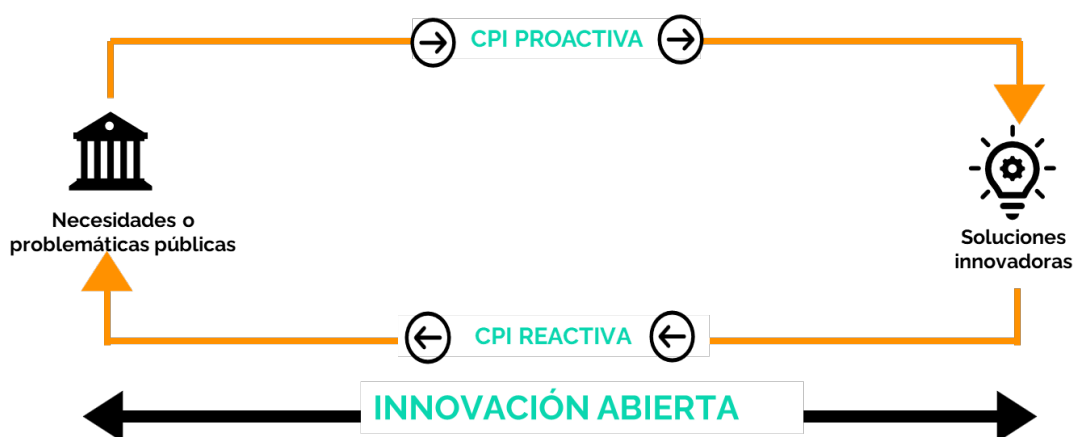 CPI PROACTIVA
Necesidades o
problemáticas públicas
Soluciones
innovadoras
CPI REACTIVA
INNOVACIÓN ABIERTA